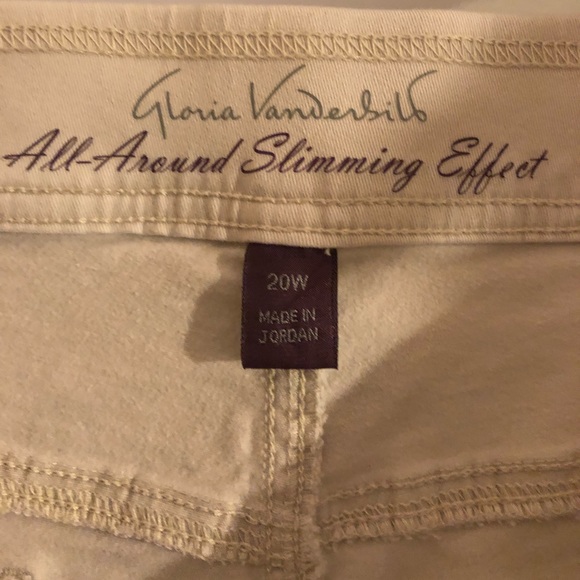 Gloria Vanderbilt
All-Around Slimming Effect
20W
MADE IN
JORDAN